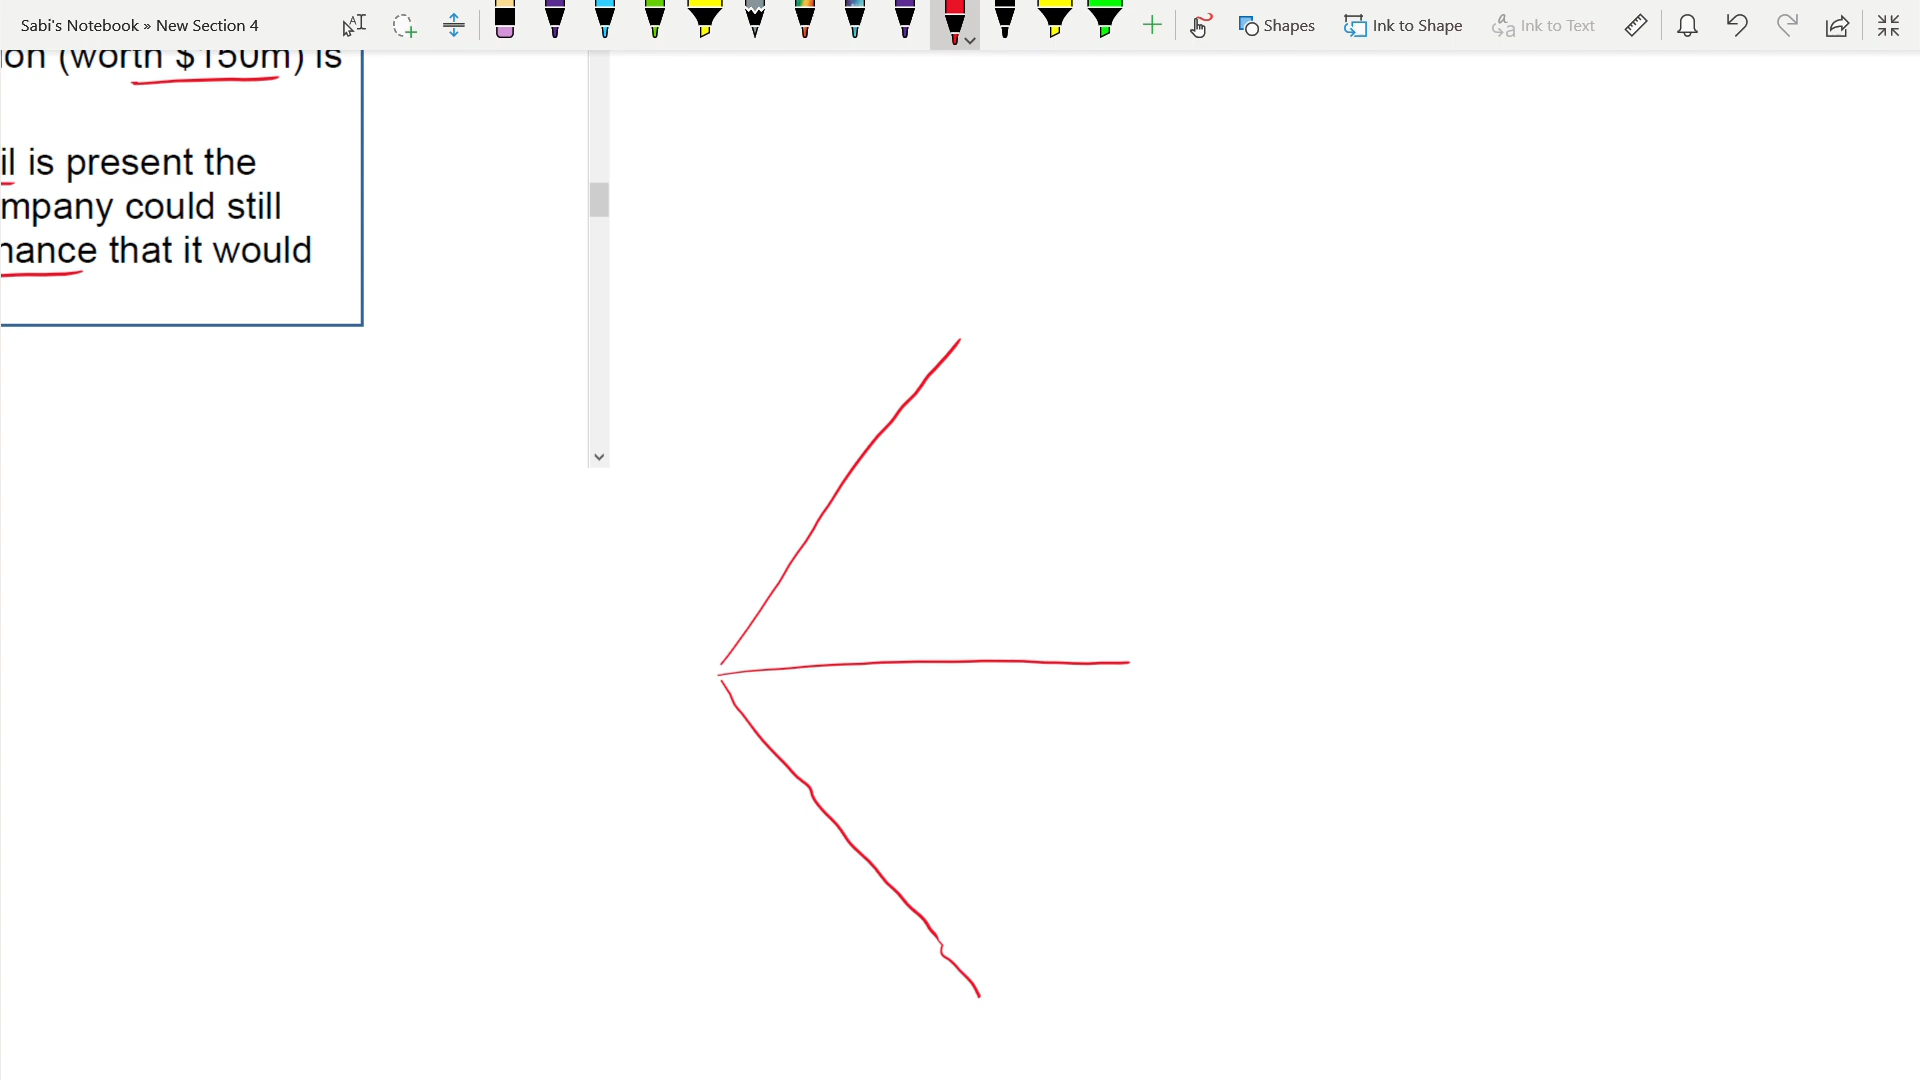 Sabi's Notebook » New Section 4
Shapes
Ink to Shape
Ink to Text
on (worth $150m) is
il is present the
mpany could still
hance that it would